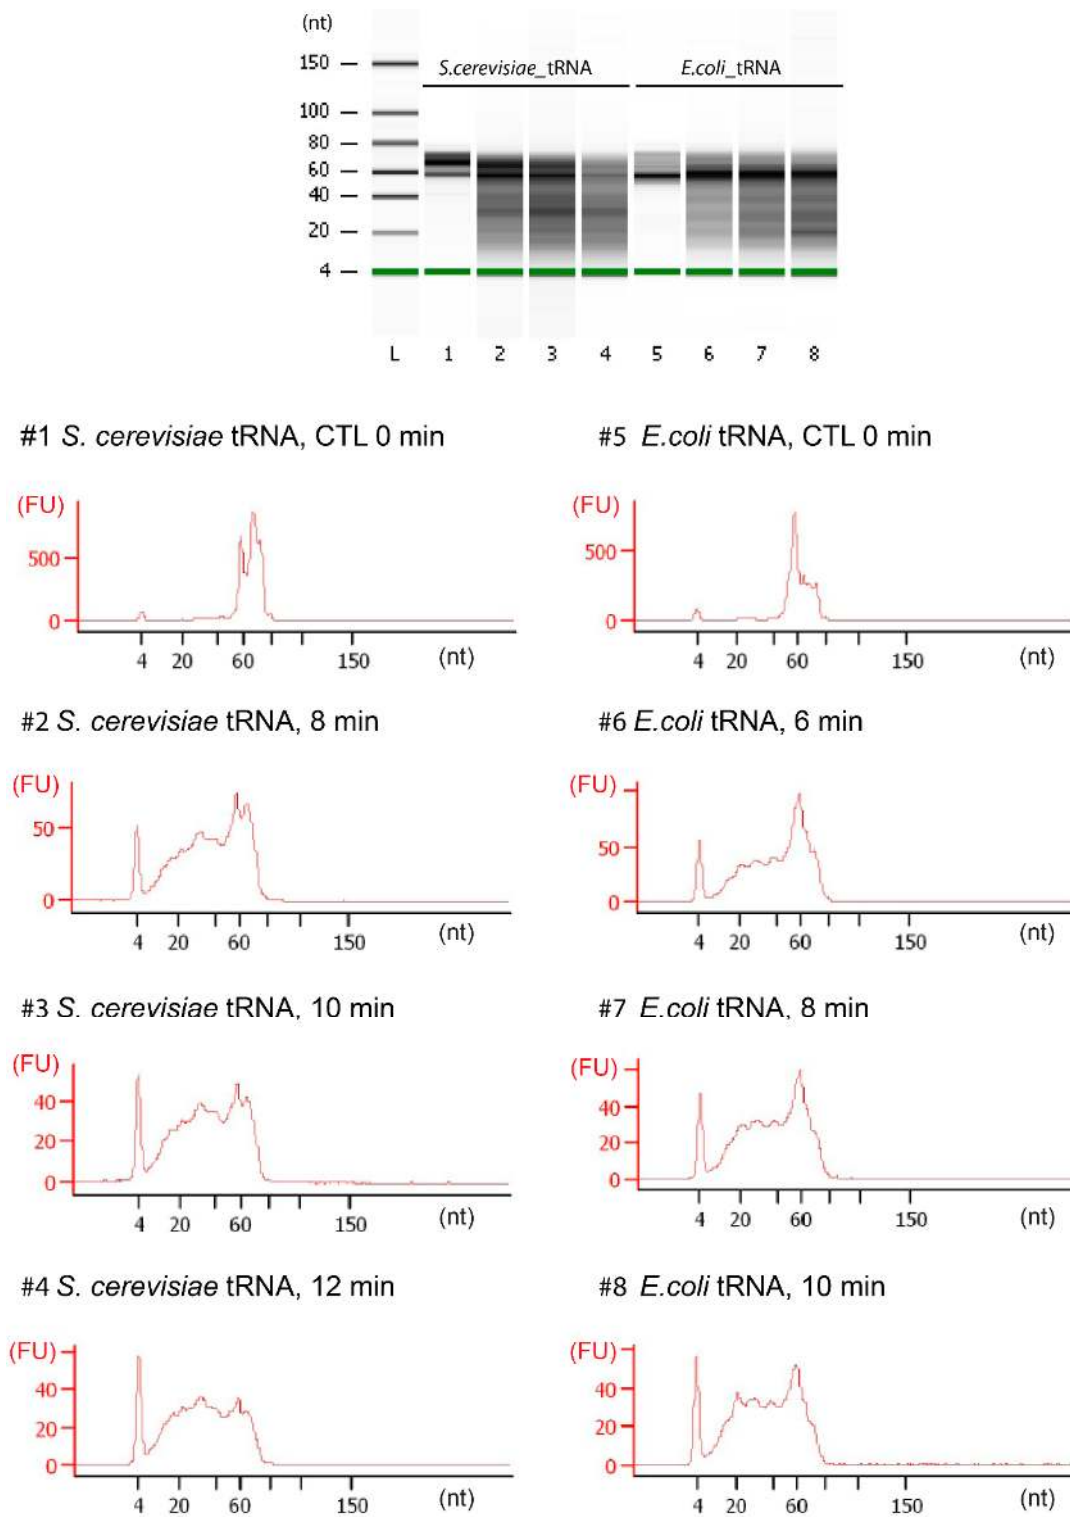 (nt)
150
S.cerevisiae_tRNA E.coli_tRNA
100
80
60
40
20
4
L 1 2 3 4 5 6 7 8
#1 S. cerevisiae tRNA, CTL 0 min
(FU)
500
0
4 20 60 150 (nt)
#5 E.coli tRNA, CTL 0 min
(FU)
500
0
4 20 60 150 (nt)
#2 S. cerevisiae tRNA, 8 min
(FU)
50
0
4 20 60 150 (nt)
#6 E.coli tRNA, 6 min
(FU)
50
0
4 20 60 150 (nt)
#3 S. cerevisiae tRNA, 10 min
(FU)
40
20
0
4 20 60 150 (nt)
#7 E.coli tRNA, 8 min
(FU)
40
20
0
4 20 60 150 (nt)
#4 S. cerevisiae tRNA, 12 min
(FU)
40
20
0
4 20 60 150 (nt)
#8 E.coli tRNA, 10 min
(FU)
40
20
0
4 20 60 150 (nt)